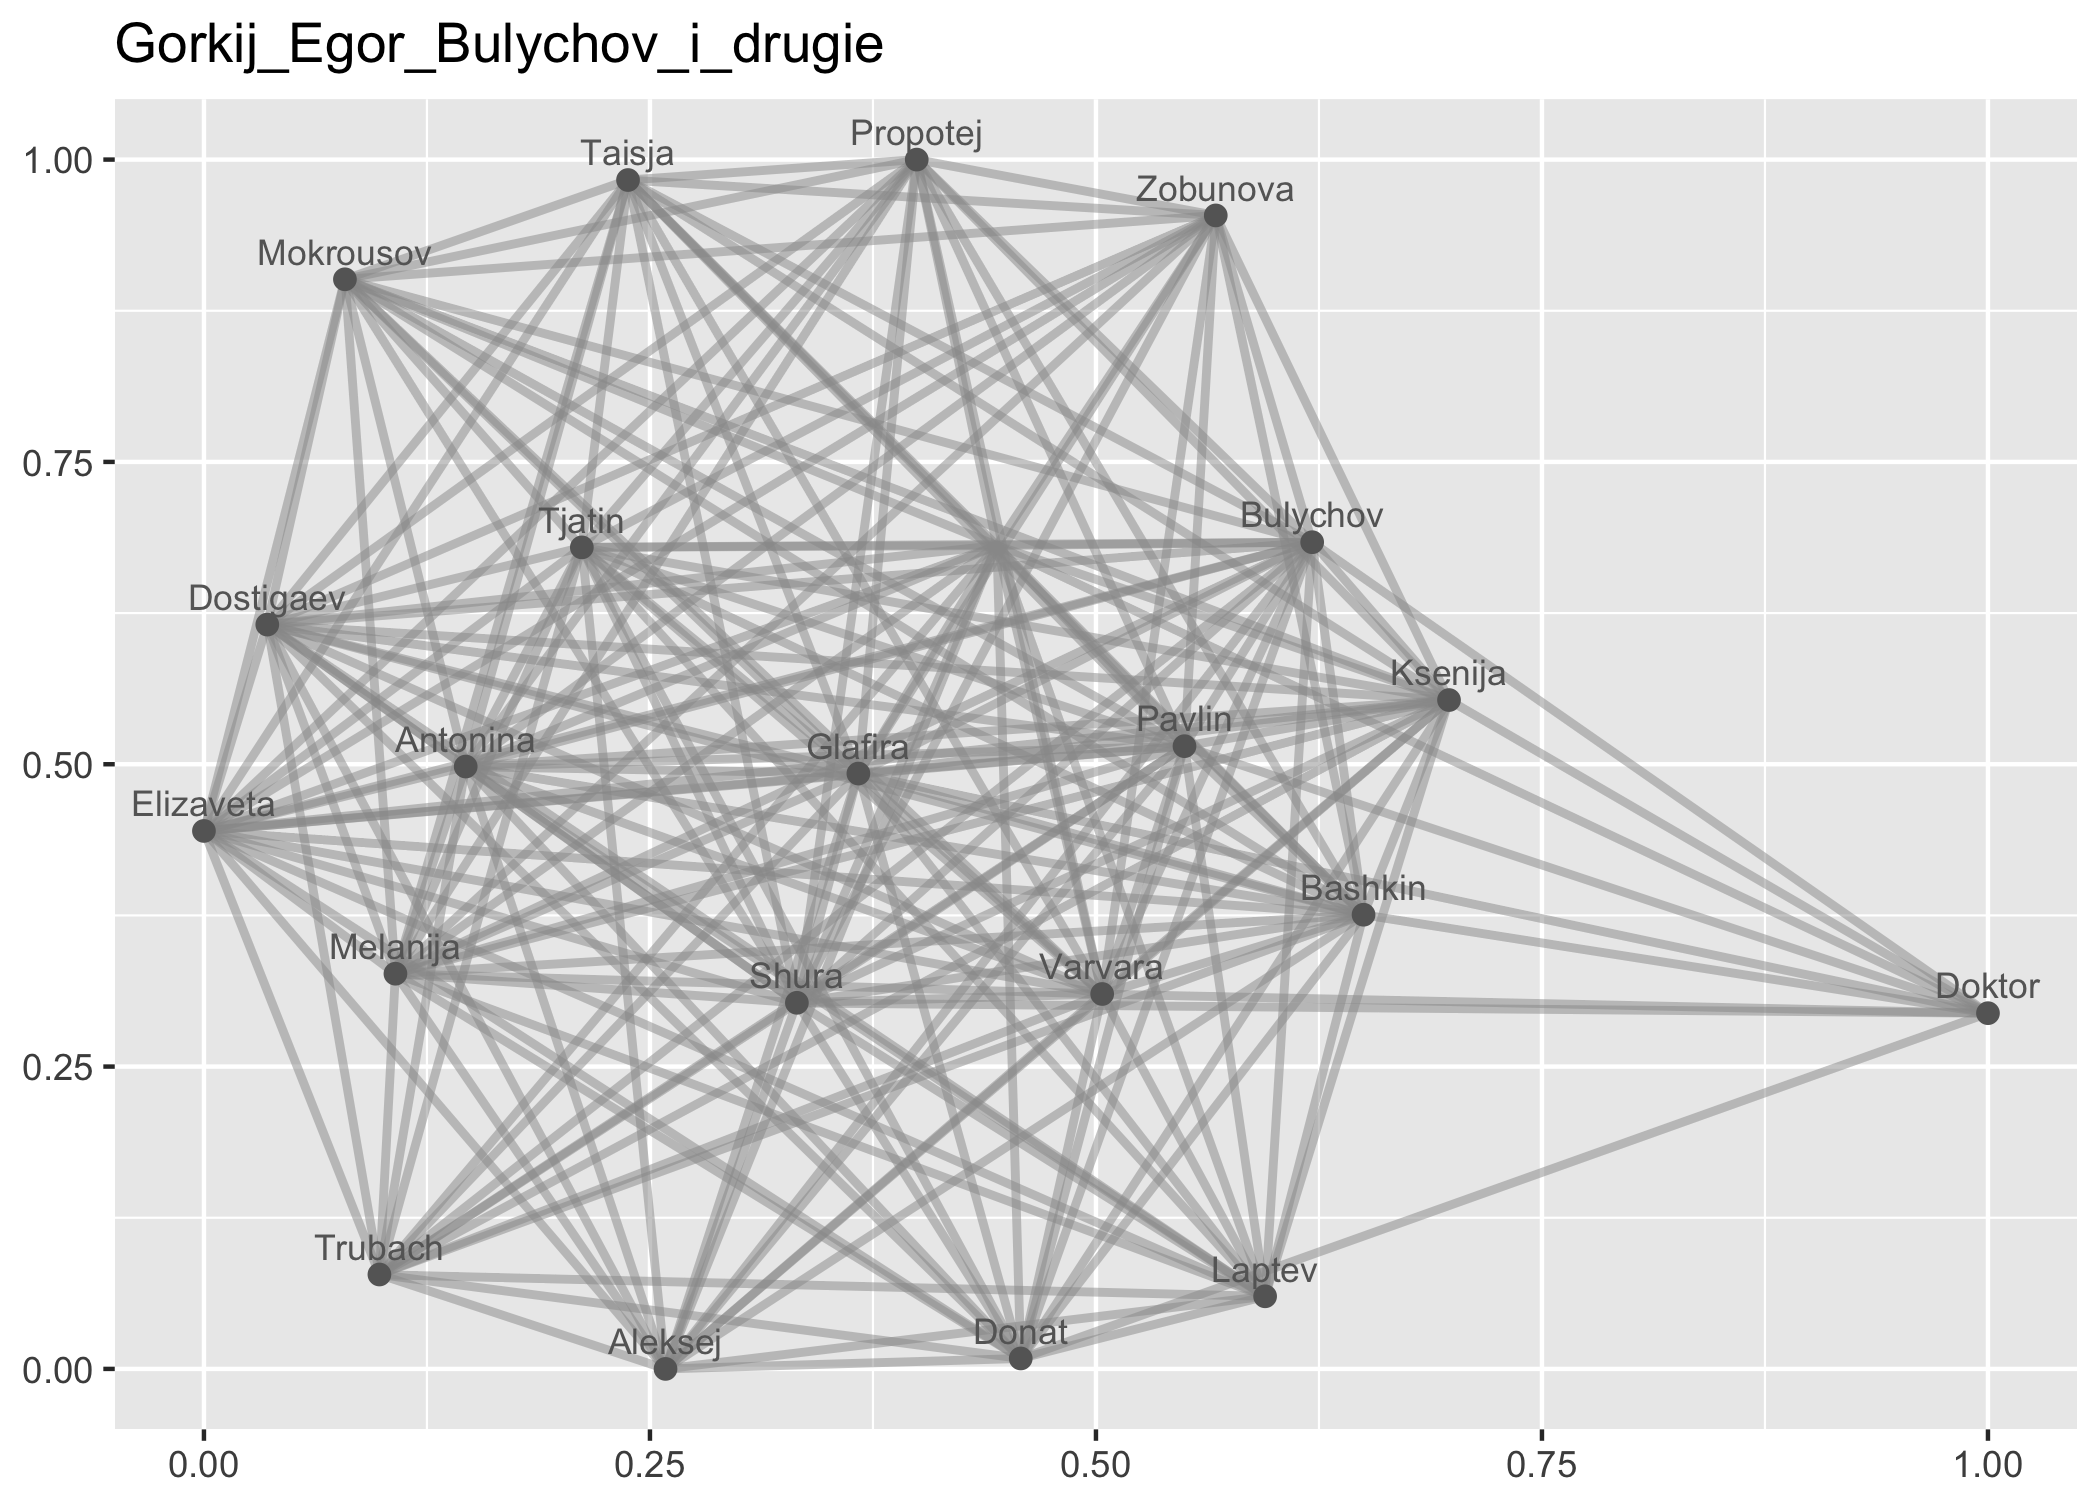 Gorkij_Egor_Bulychov_i_drugie
Propotej
Taisja
1.00
Zobunova
Mokrousov
0.75
Bulychov
Tjatin
Dostigaev
Ksenija
Pavlin
Antonina
Glafira
0.50
Elizaveta
Bashkin
Melanija
Varvara
Shura
Doktor
0.25
Trubach
Laptev
Donat
Aleksej
0.00
0.00 0.25 0.50 0.75 1.00